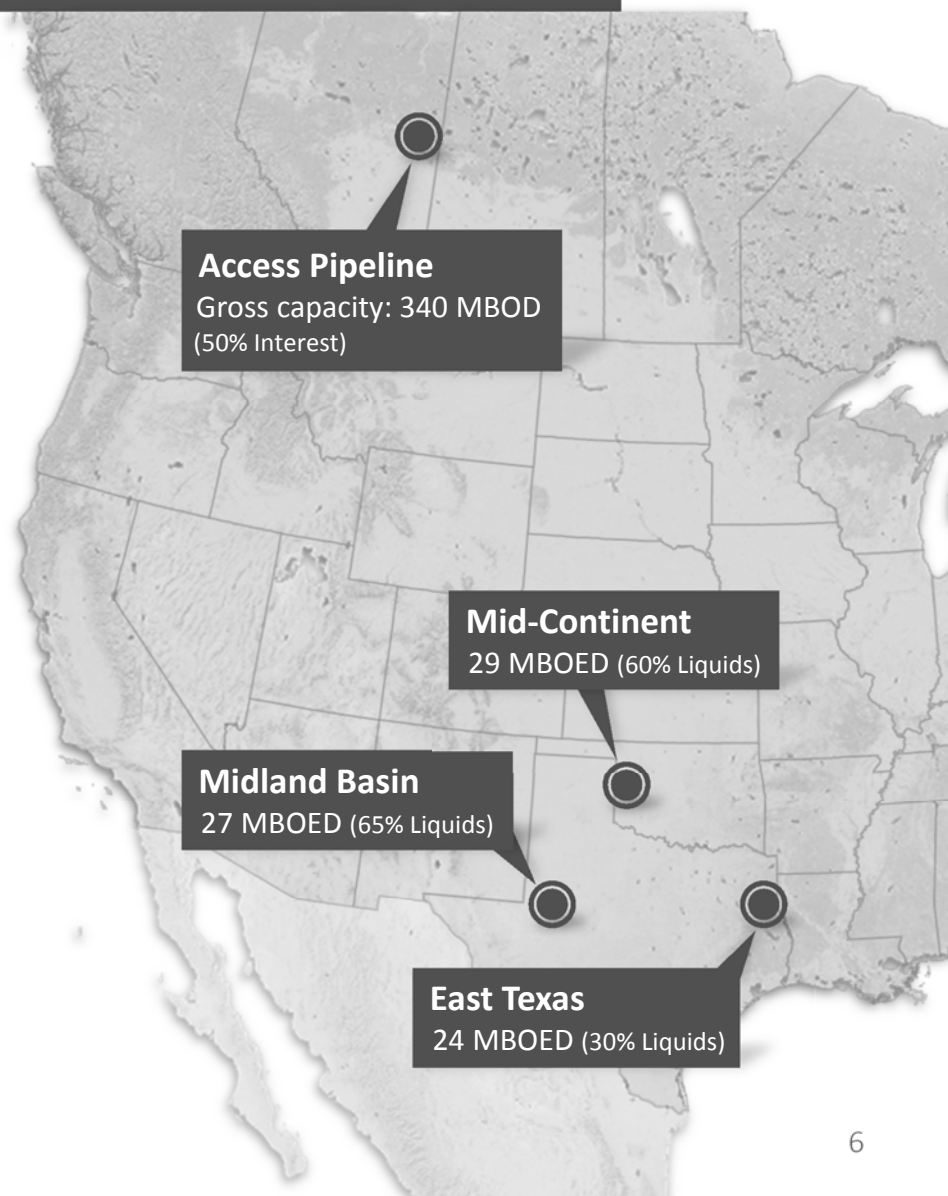 Access Pipeline
Gross capacity: 340 MBOD
(50% Interest)
Mid-Continent
29 MBOED (60% Liquids)
Midland Basin
27 MBOED (65% Liquids)
East Texas
24 MBOED (30% Liquids)
6